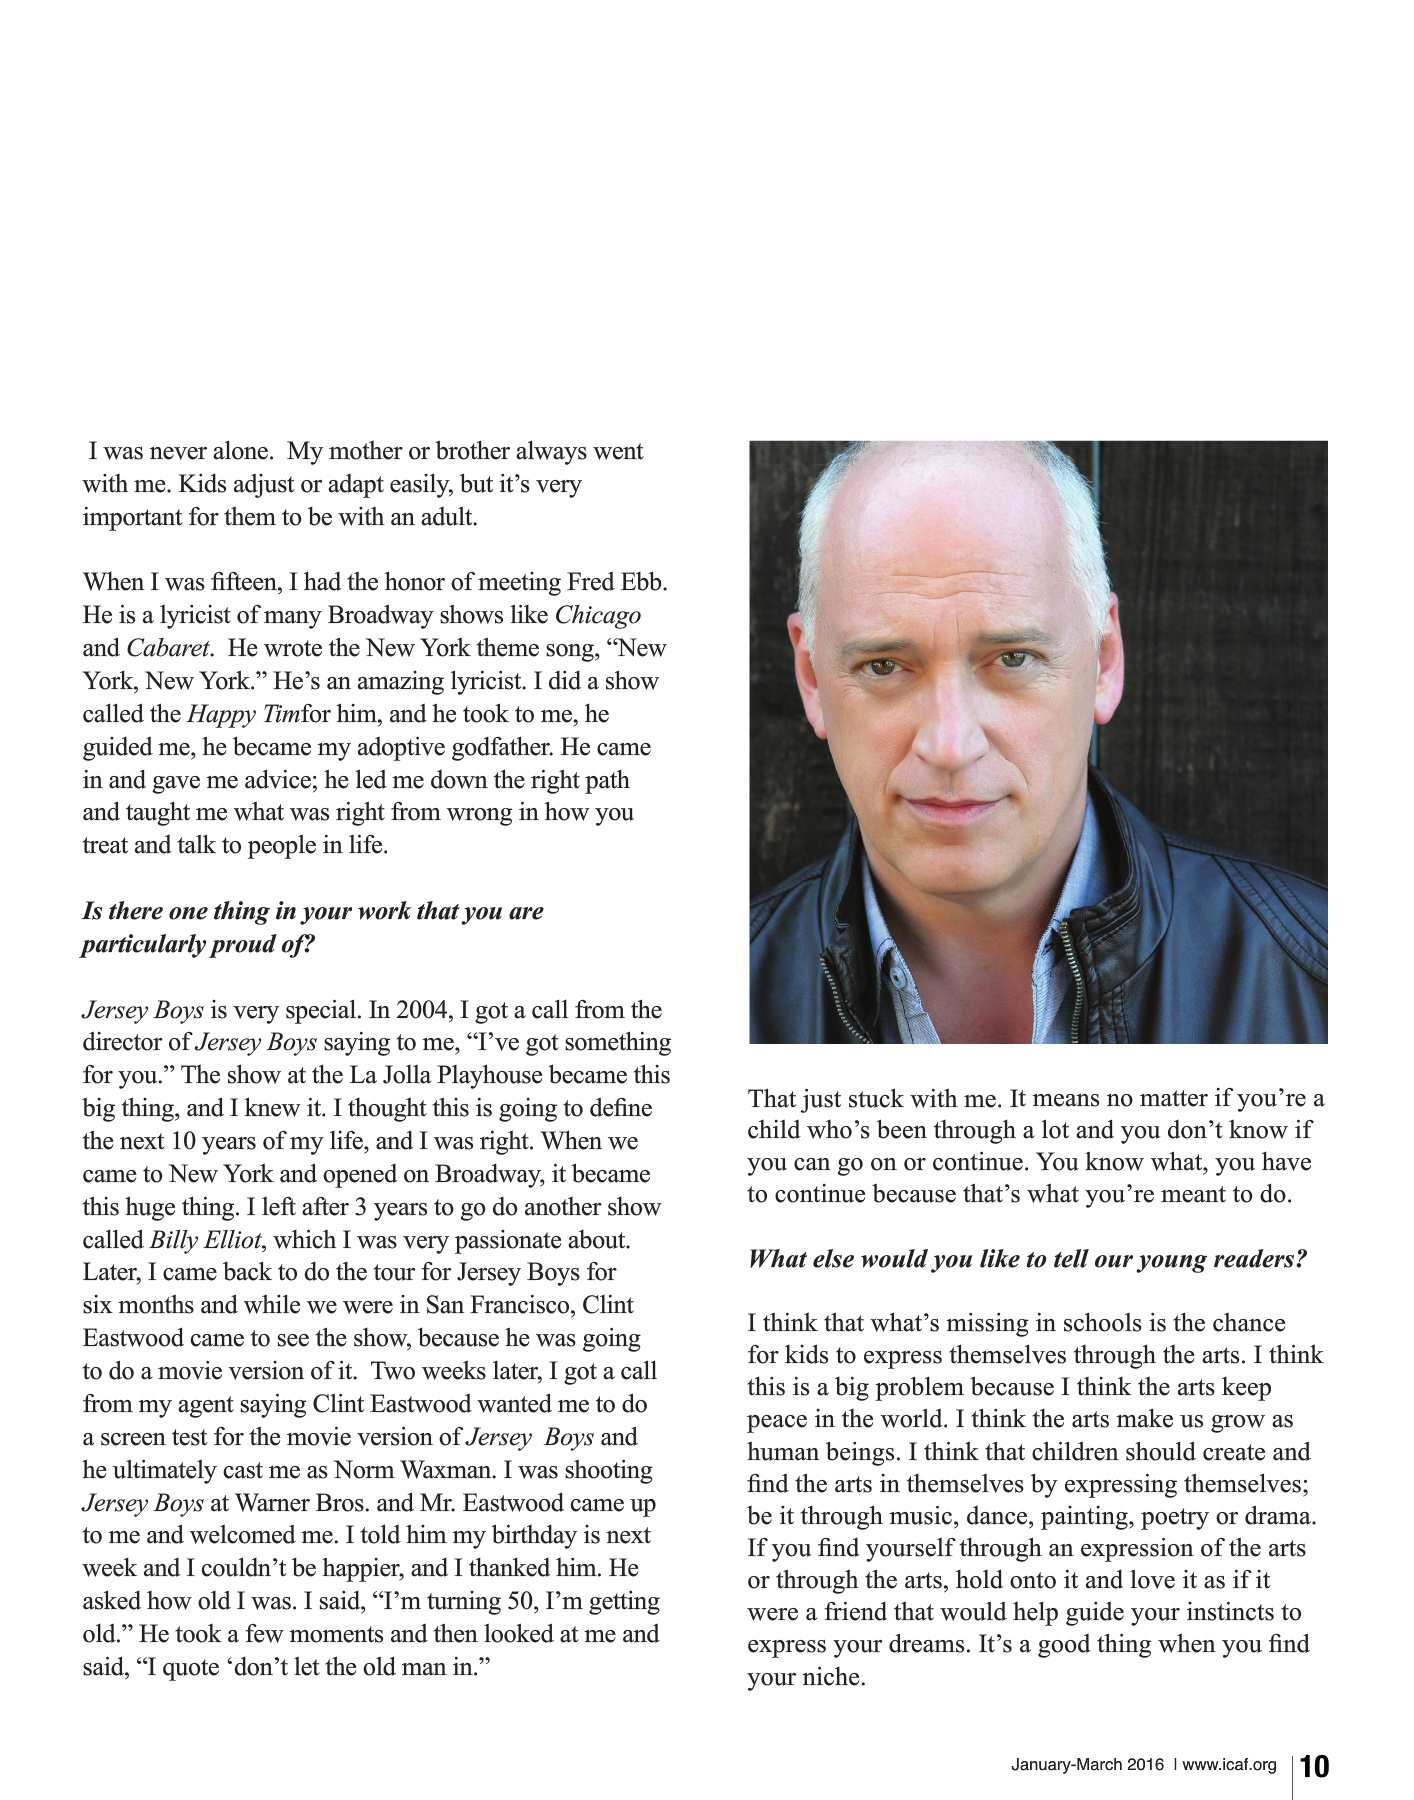 I was never alone.  My mother or brother always went
with me. Kids adjust or adapt easily, but it’s very
important for them to be with an adult.
When I was fifteen, I had the honor of meeting Fred Ebb.
He is a lyricist of many Broadway shows like Chicago
and Cabaret.  He wrote the New York theme song, “New
York, New York.” He’s an amazing lyricist. I did a show
called the Happy Timfor him, and he took to me, he
guided me, he became my adoptive godfather. He came
in and gave me advice; he led me down the right path
and taught me what was right from wrong in how you
treat and talk to people in life.
Is there one thing in your work that you are
particularly proud of?
Jersey Boys is very special. In 2004, I got a call from the
director of Jersey Boys saying to me, “I’ve got something
for you.” The show at the La Jolla Playhouse became this
big thing, and I knew it. I thought this is going to define
the next 10 years of my life, and I was right. When we
came to New York and opened on Broadway, it became
this huge thing. I left after 3 years to go do another show
called Billy Elliot, which I was very passionate about.
Later, I came back to do the tour for Jersey Boys for
six months and while we were in San Francisco, Clint
Eastwood came to see the show, because he was going
to do a movie version of it.  Two weeks later, I got a call
from my agent saying Clint Eastwood wanted me to do
a screen test for the movie version of Jersey  Boys and
he ultimately cast me as Norm Waxman. I was shooting
Jersey Boys at Warner Bros. and Mr. Eastwood came up
to me and welcomed me. I told him my birthday is next
week and I couldn’t be happier, and I thanked him. He
asked how old I was. I said, “I’m turning 50, I’m getting
old.” He took a few moments and then looked at me and
said, “I quote ‘don’t let the old man in.”
That just stuck with me. It means no matter if you’re a
child who’s been through a lot and you don’t know if
you can go on or continue. You know what, you have
to continue because that’s what you’re meant to do.
What else would you like to tell our young readers?
I think that what’s missing in schools is the chance
for kids to express themselves through the arts. I think
this is a big problem because I think the arts keep
peace in the world. I think the arts make us grow as
human beings. I think that children should create and
find the arts in themselves by expressing themselves;
be it through music, dance, painting, poetry or drama.
If you find yourself through an expression of the arts
or through the arts, hold onto it and love it as if it
were a friend that would help guide your instincts to
express your dreams. It’s a good thing when you find
your niche.
January-March 2016 | www.icaf.org
10